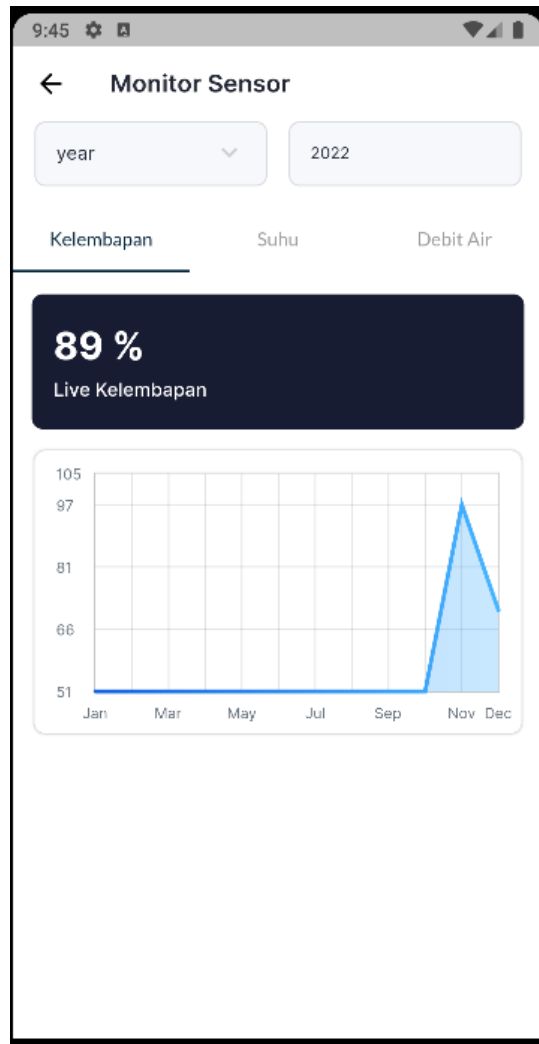 9:45
Monitor Sensor
year 2022
Kelembapan Suhu Debit Air
89 %
Live Kelembapan
105
97
81
66
51
Jan Mar May Jul Sep Nov Dec